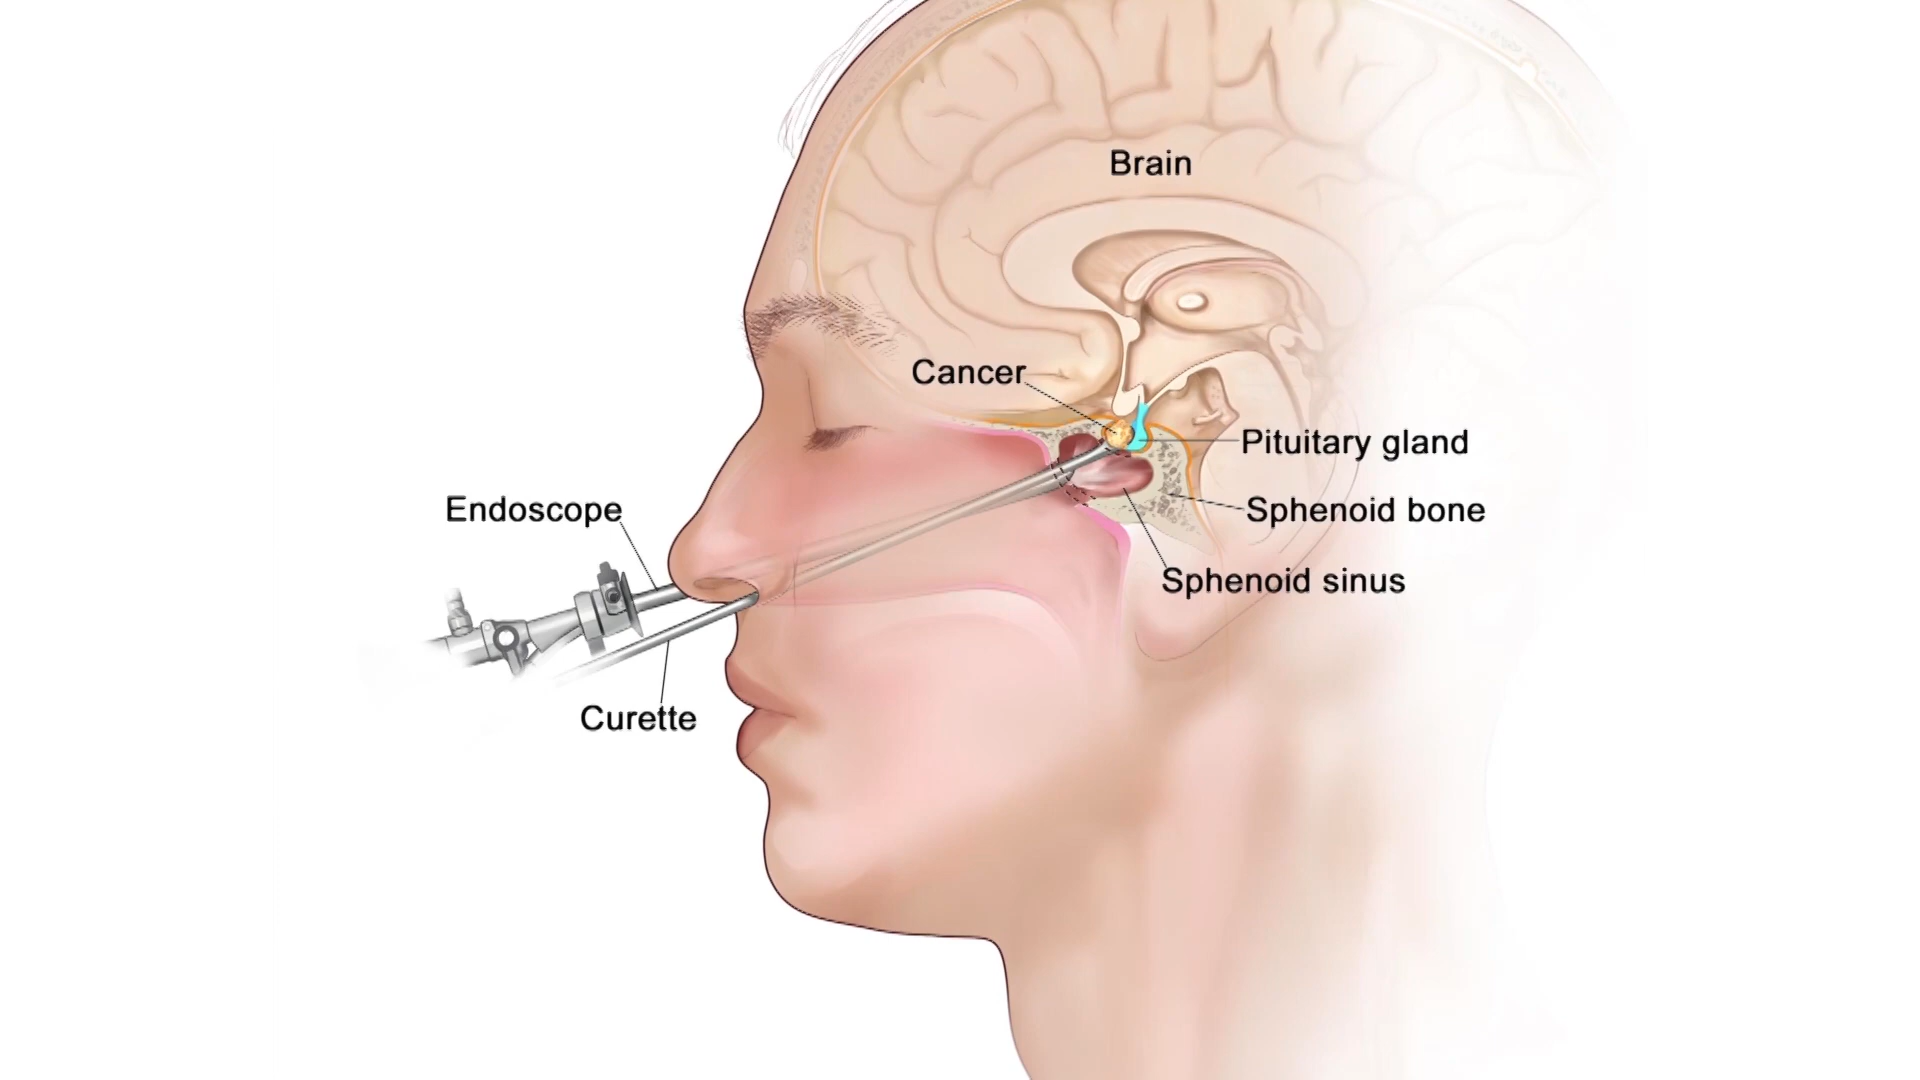 Brain
Cancer
Pituitary gland
Endoscope
Sphenoid bone
Sphenoid sinus
Curette